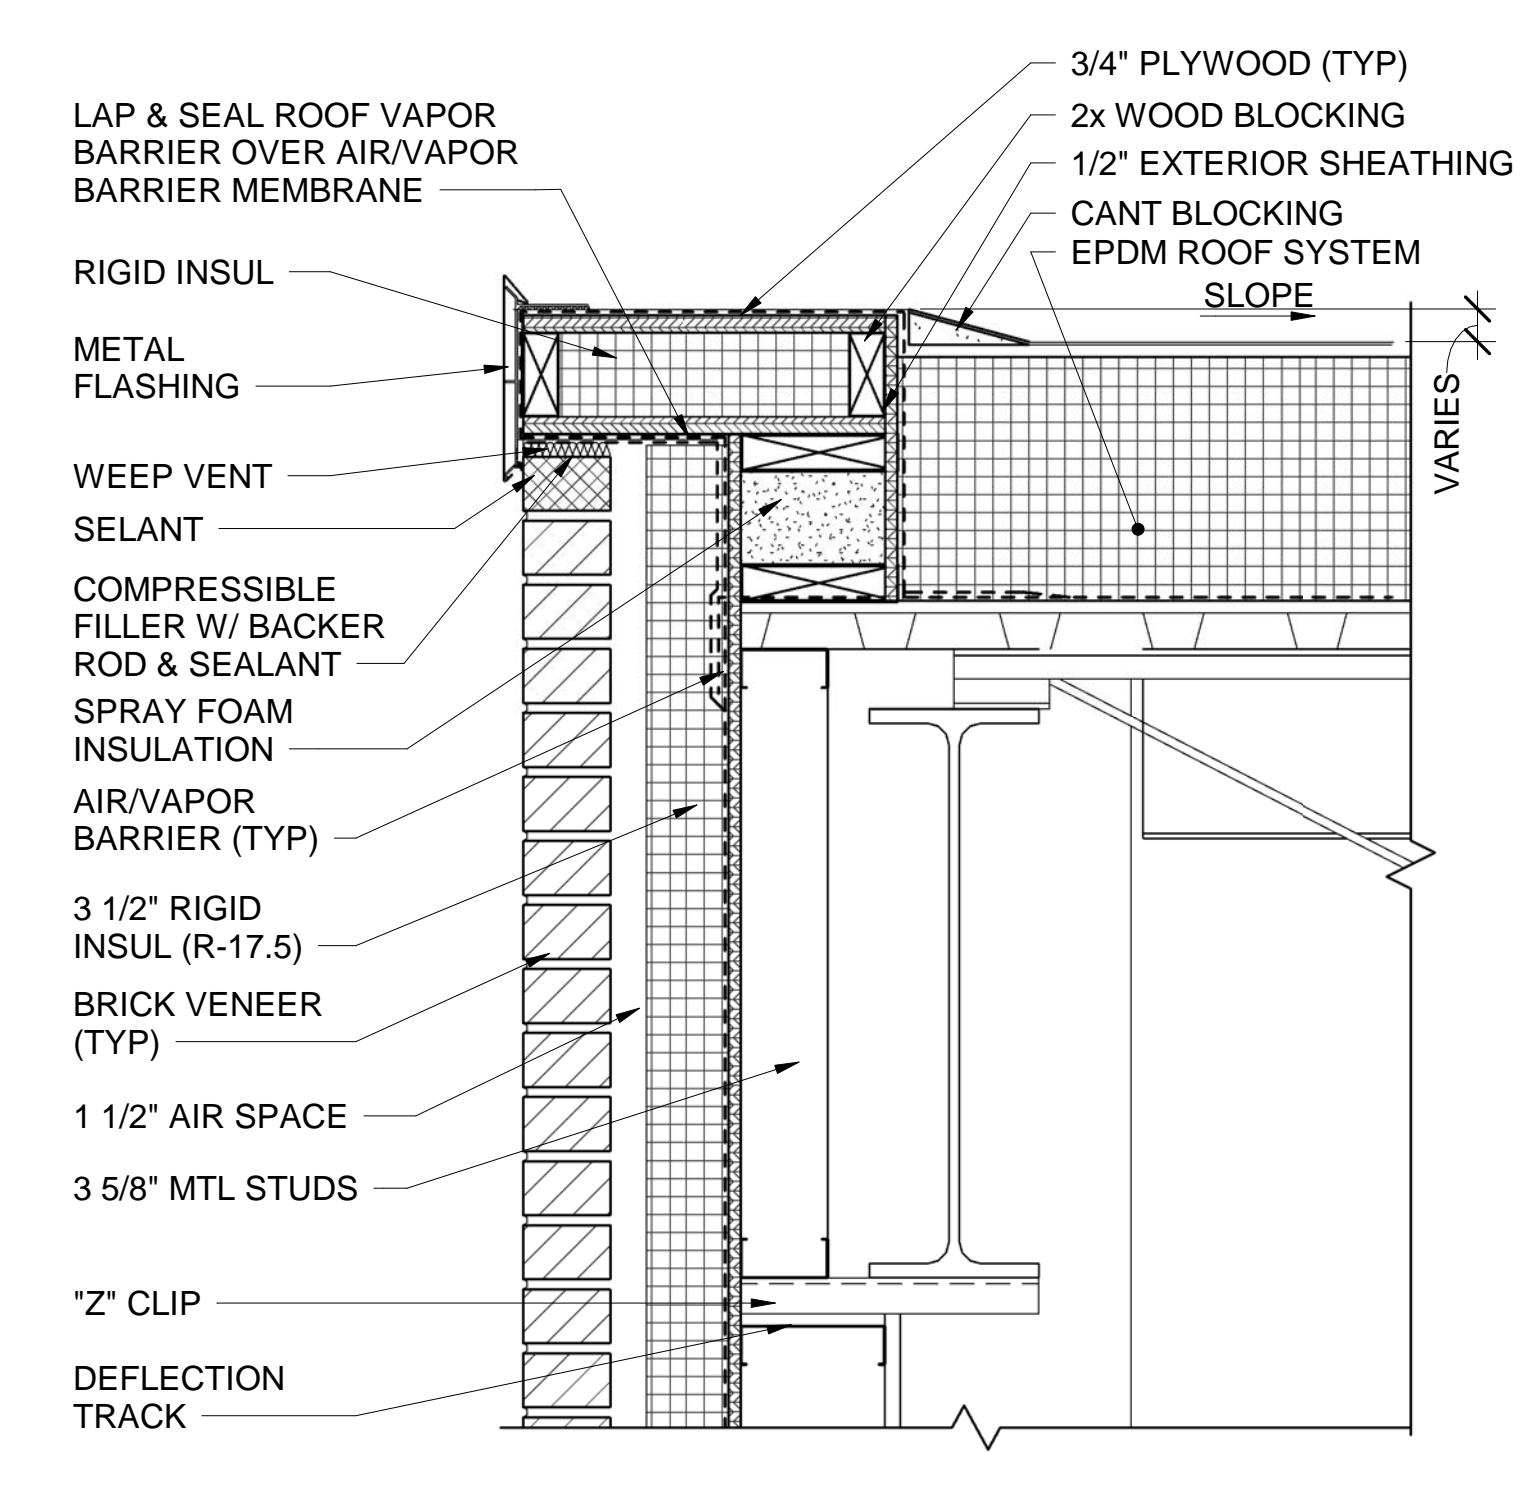 LAP & SEAL ROOF VAPOR
BARRIER OVER AIR/VAPOR
BARRIER MEMBRANE
RIGID INSUL
METAL
FLASHING
WEEP VENT
SELANT
COMPRESSIBLE
FILLER W/ BACKER
ROD & SEALANT
SPRAY FOAM
INSULATION
AIR/VAPOR
BARRIER (TYP)
3 1/2" RIGID
INSUL (R-17.5)
BRICK VENEER
(TYP)
1 1/2" AIR SPACE
3 5/8" MTL STUDS
"Z" CLIP
DEFLECTION
TRACK
3/4" PLYWOOD (TYP)
2x WOOD BLOCKING
1/2" EXTERIOR SHEATHING
CANT BLOCKING
EPDM ROOF SYSTEM
SLOPE
VARIES